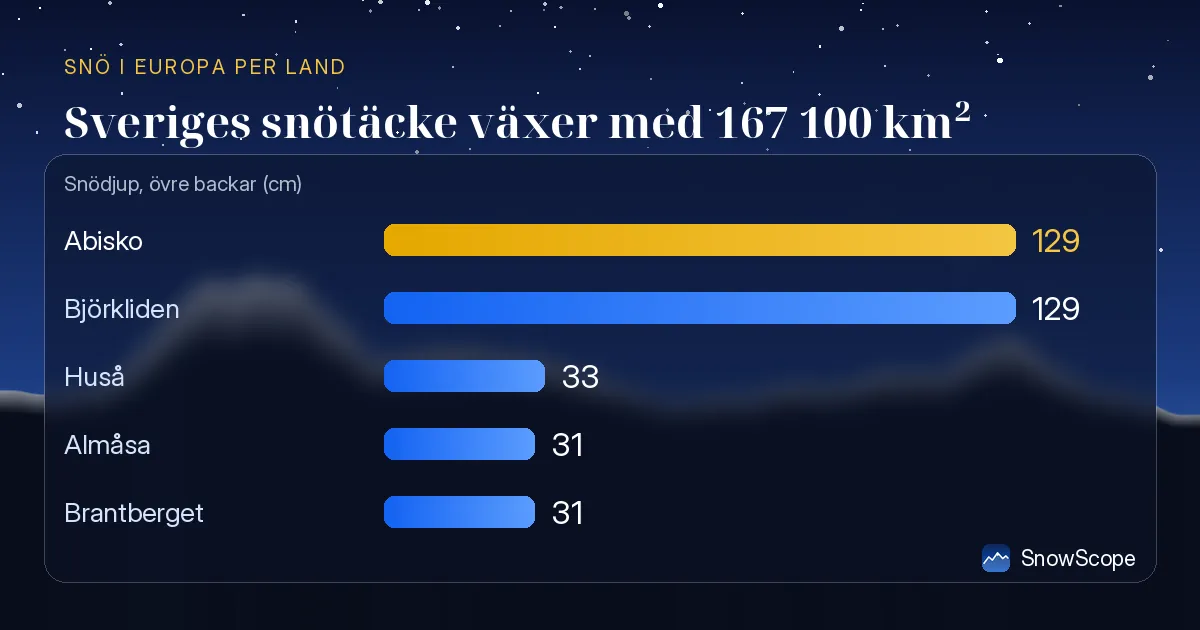 SNÖ I EUROPA PER LAND
Sveriges snötäcke växer med 167 100 km²
Snödjup, övre backar (cm)
Abisko 129
Björkliden 129
Huså 33
Almåsa 31
Brantberget 31
SnowScope